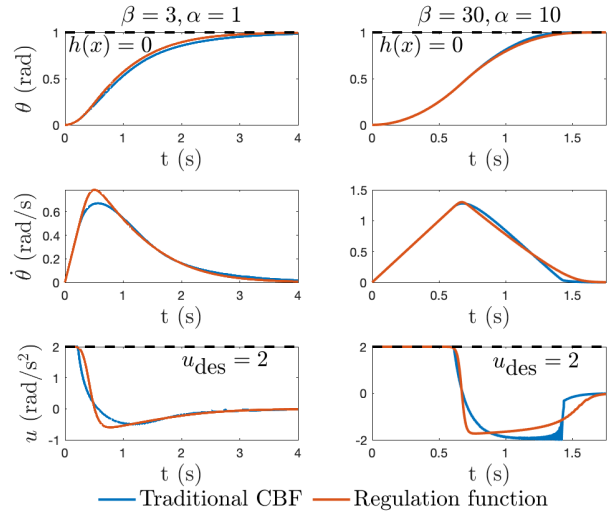 β = 3, α = 1
β = 30, α = 10
1
0.5
0
θ (rad)
h(x) = 0
0 1 2 3 4
t (s)
1
0.5
0
θ (rad)
h(x) = 0
0 0.5 1 1.5
t (s)
0.6
0.4
0.2
0
θ̇ (rad/s)
0 1 2 3 4
t (s)
1.5
1
0.5
0
0 0.5 1 1.5
t (s)
2
1
0
-1
u (rad/s²)
u_des = 2
0 1 2 3 4
t (s)
2
0
-2
u_des = 2
0 0.5 1 1.5
t (s)
Traditional CBF Regulation function